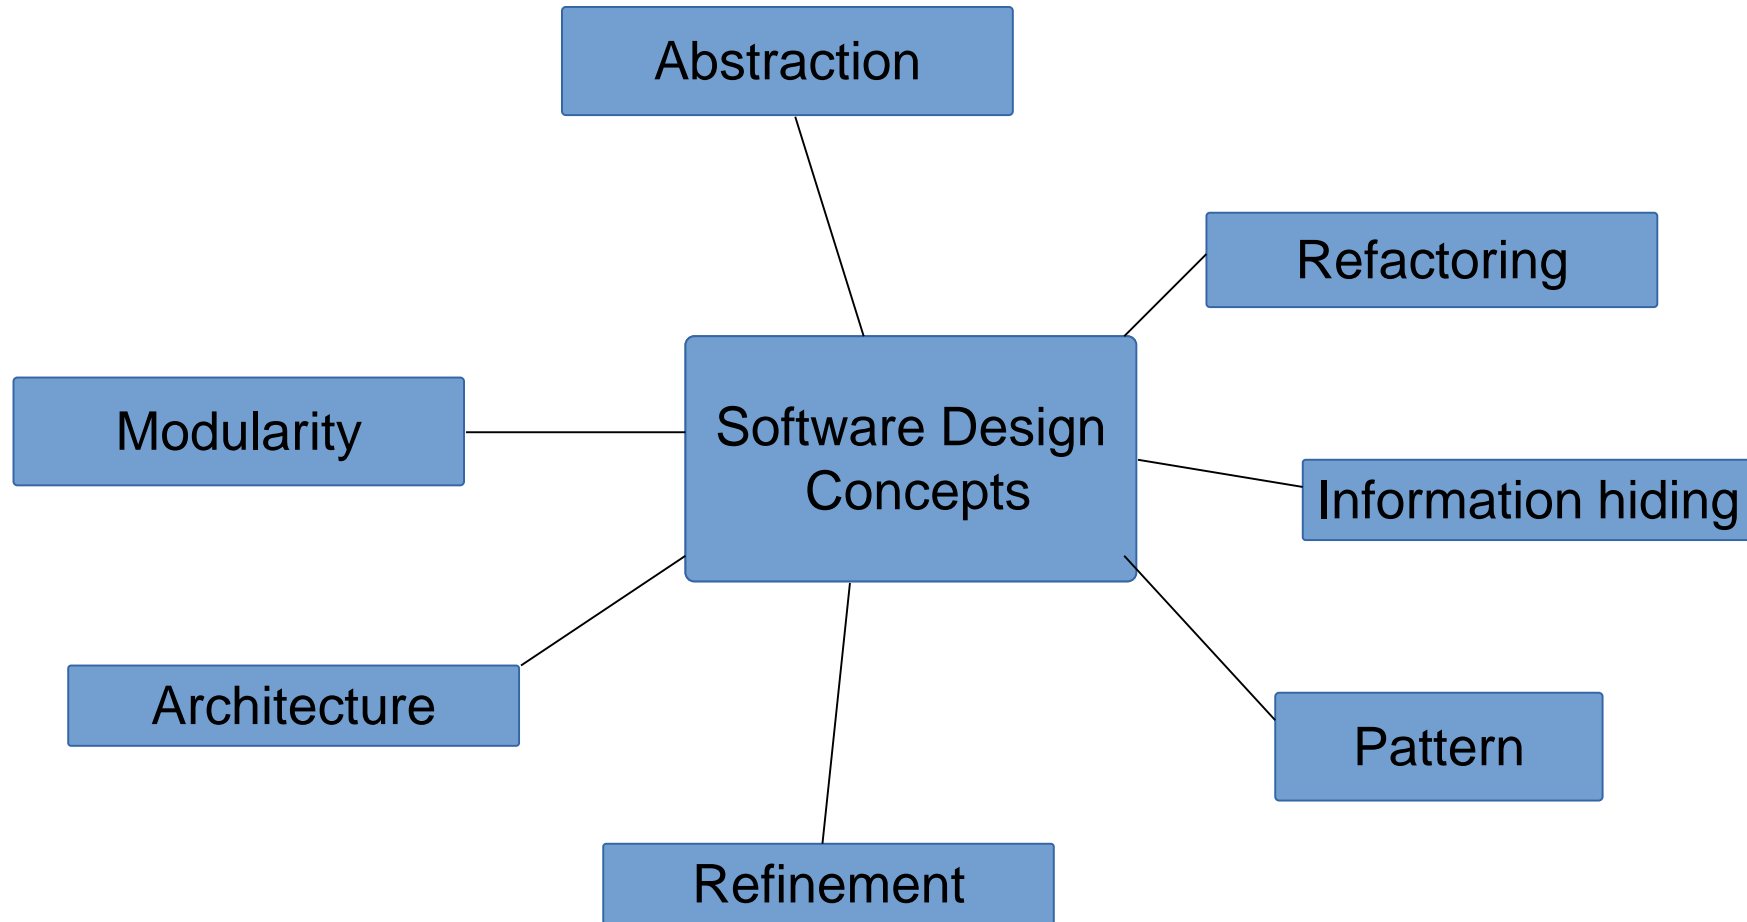 Abstraction
Refactoring
Modularity
Software Design
Concepts
Information hiding
Architecture
Pattern
Refinement